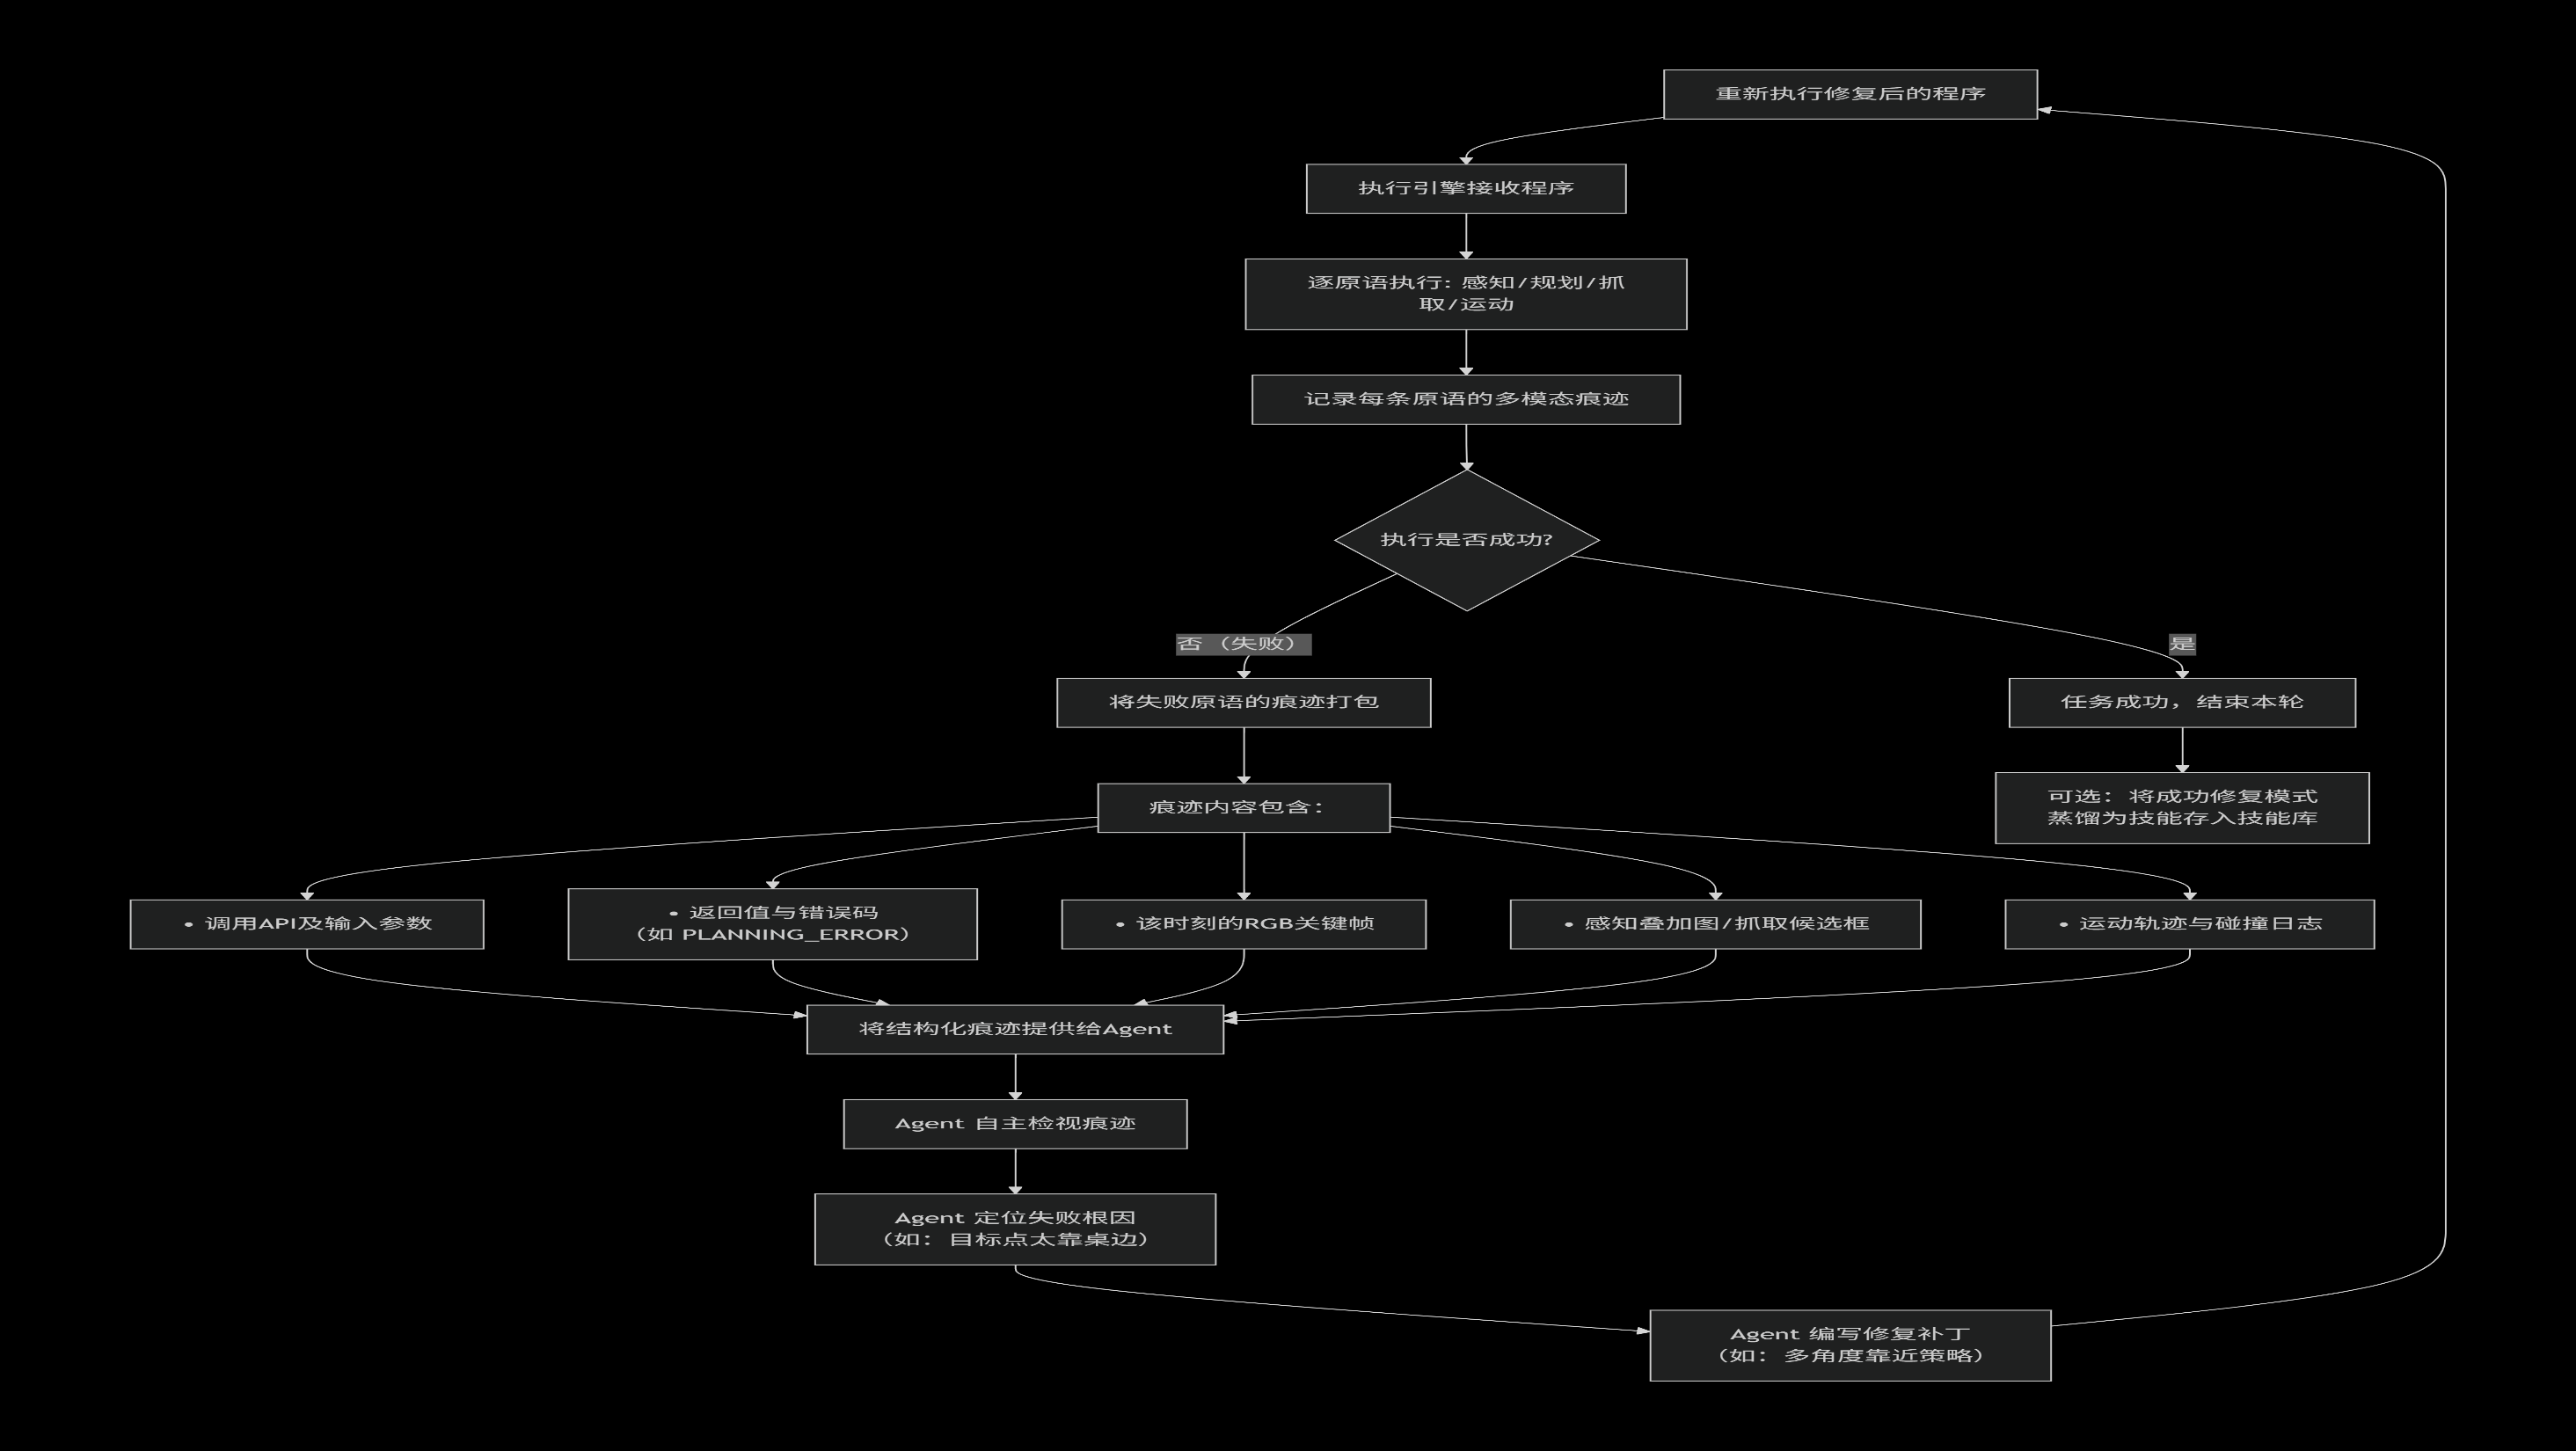 重新执行修复后的程序
执行引擎接收程序
逐原语执行: 感知/规划/抓
取/运动
记录每条原语的多模态痕迹
执行是否成功?
否（失败）
是
将失败原语的痕迹打包
任务成功，结束本轮
痕迹内容包含：
可选：将成功修复模式
蒸馏为技能存入技能库
• 调用API及输入参数
• 返回值与错误码
（如 PLANNING_ERROR）
• 该时刻的RGB关键帧
• 感知叠加图/抓取候选框
• 运动轨迹与碰撞日志
将结构化痕迹提供给Agent
Agent 自主检视痕迹
Agent 定位失败根因
（如：目标点太靠桌边）
Agent 编写修复补丁
（如：多角度靠近策略）